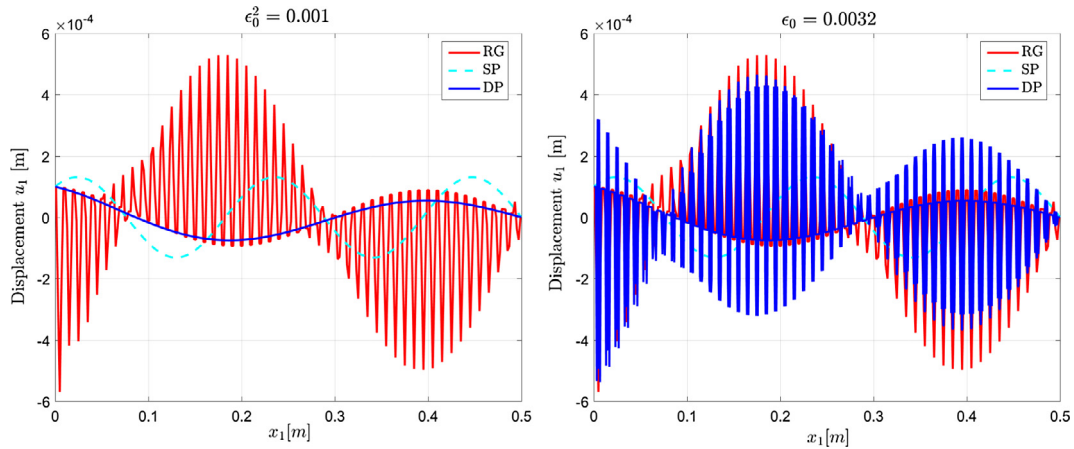 ×10⁻⁴
ϵ₀² = 0.001
6
4
2
0
-2
-4
-6
Displacement u₁ [m]
RG
SP
DP
0 0.1 0.2 0.3 0.4 0.5
x₁[m]
×10⁻⁴
ϵ₀ = 0.0032
6
4
2
0
-2
-4
-6
Displacement u₁ [m]
RG
SP
DP
0 0.1 0.2 0.3 0.4 0.5
x₁[m]